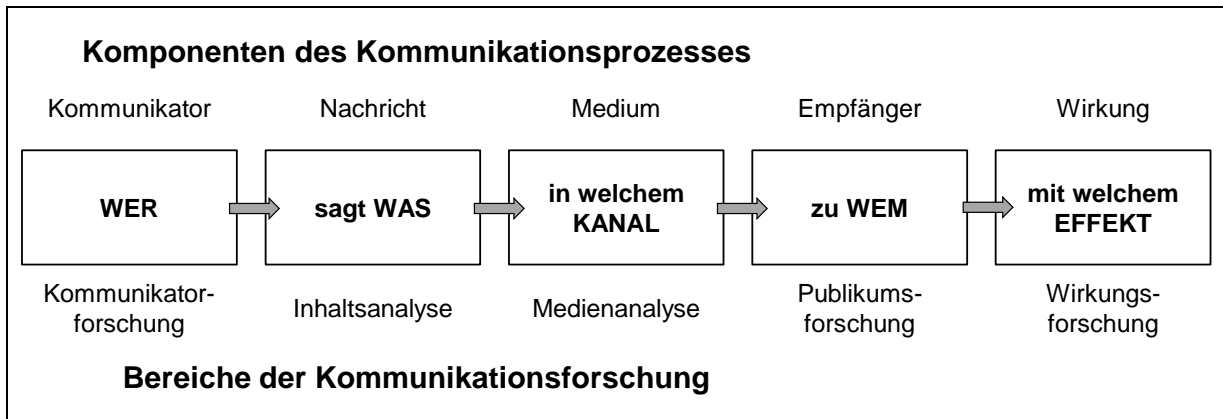 Komponenten des Kommunikationsprozesses
Kommunikator Nachricht Medium Empfänger Wirkung
WER
sagt WAS
in welchem
KANAL
zu WEM
mit welchem
EFFEKT
Kommunikator-
forschung
Inhaltsanalyse
Medienanalyse
Publikums-
forschung
Wirkungs-
forschung
Bereiche der Kommunikationsforschung